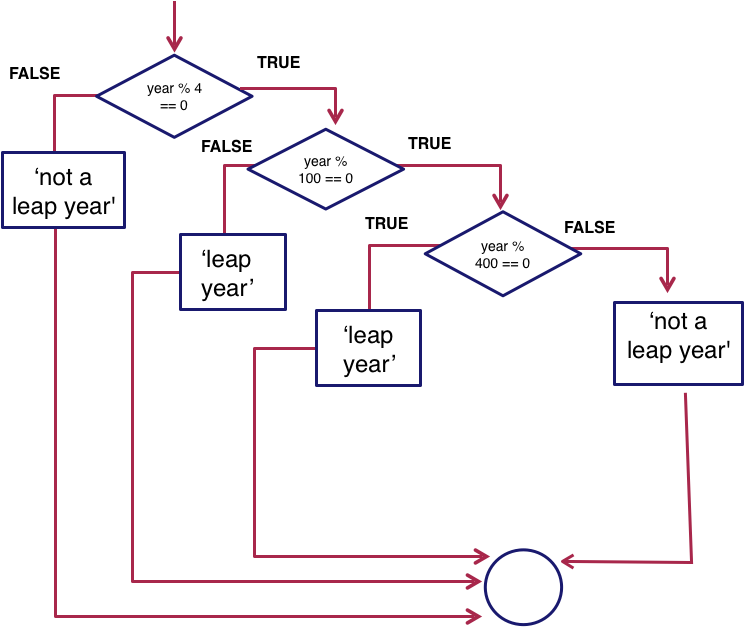 FALSE
TRUE
year % 4
== 0
FALSE
TRUE
year %
100 == 0
‘not a
leap year'
TRUE
FALSE
year %
400 == 0
‘leap
year’
‘leap
year’
‘not a
leap year'